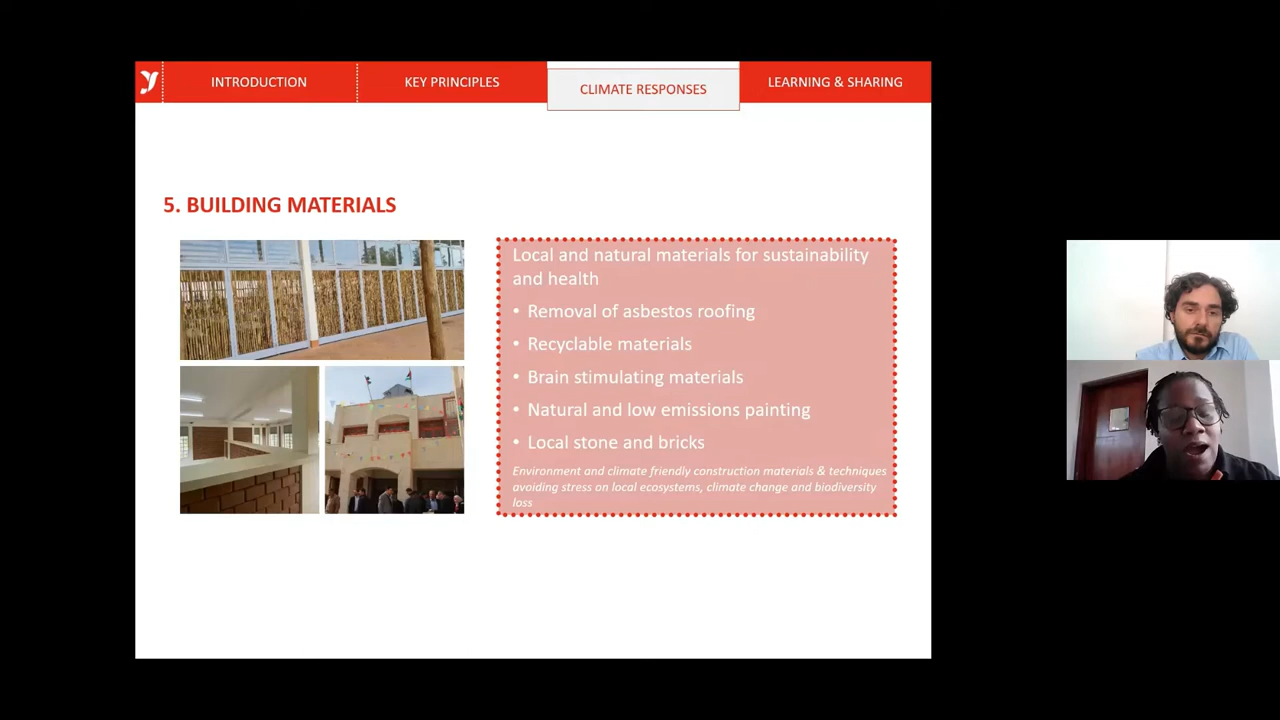 INTRODUCTION
KEY PRINCIPLES
CLIMATE RESPONSES
LEARNING & SHARING
5. BUILDING MATERIALS
Local and natural materials for sustainability
and health
• Removal of asbestos roofing
• Recyclable materials
• Brain stimulating materials
• Natural and low emissions painting
• Local stone and bricks
Environment and climate friendly construction materials & techniques
avoiding stress on local ecosystems, climate change and biodiversity
loss